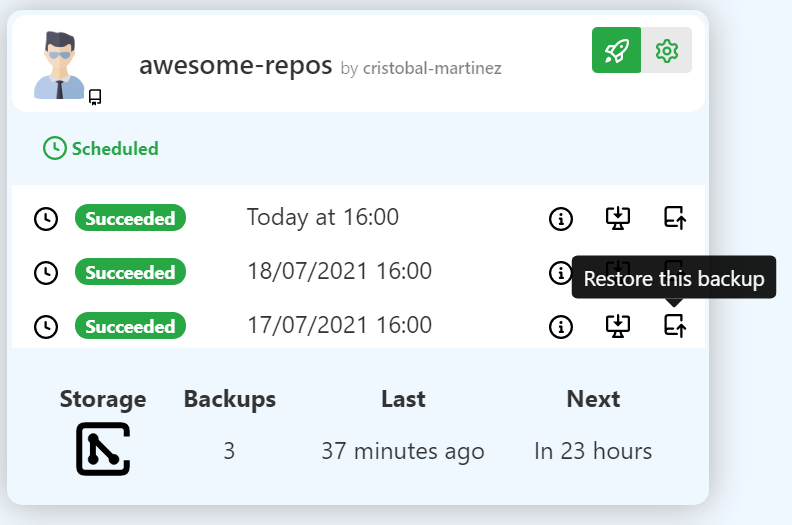 awesome-repos by cristobal-martinez
Scheduled
Succeeded Today at 16:00
Succeeded 18/07/2021 16:00
Restore this backup
Succeeded 17/07/2021 16:00
Storage Backups Last Next
3 37 minutes ago In 23 hours